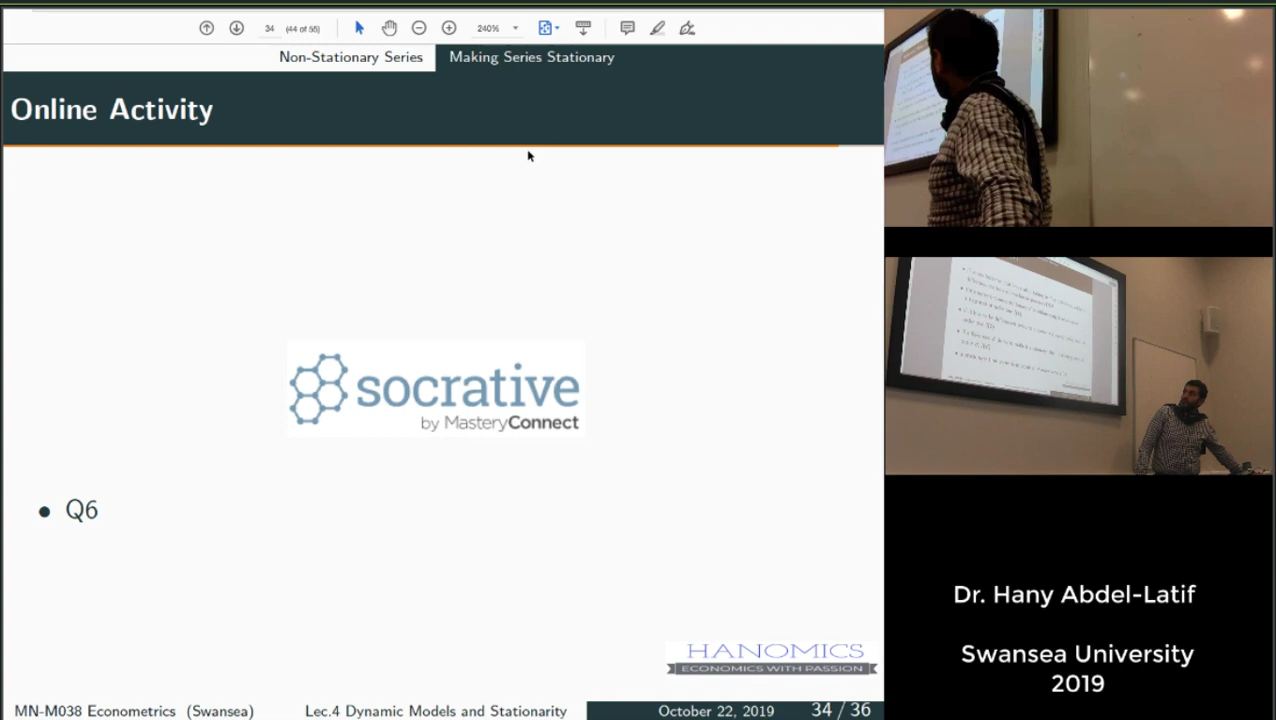 34 (44 of 55) 240%
Non-Stationary Series Making Series Stationary
Online Activity
socrative
by MasteryConnect
• Q6
HANOMICS
ECONOMICS WITH PASSION
MN-M038 Econometrics (Swansea) Lec.4 Dynamic Models and Stationarity October 22, 2019 34 / 36
Dr. Hany Abdel-Latif
Swansea University
2019